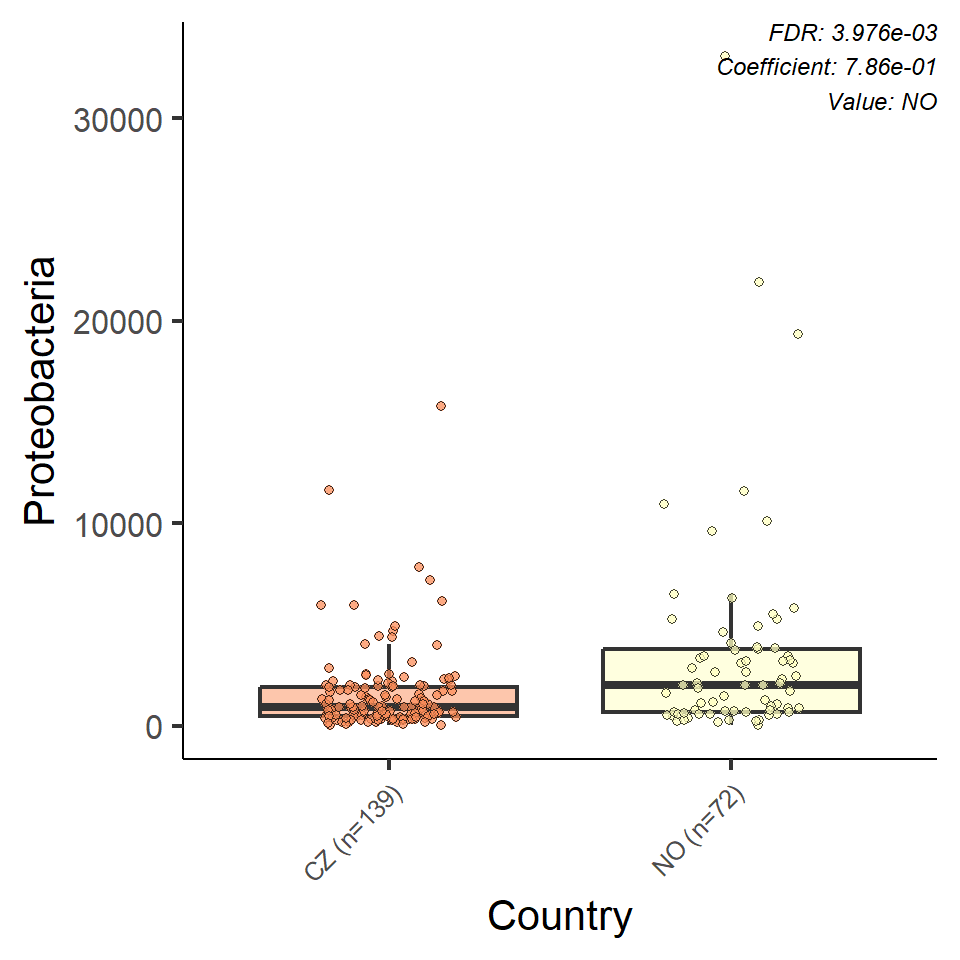 FDR: 3.976e-03
Coefficient: 7.86e-01
Value: NO
Proteobacteria
30000
20000
10000
0
CZ (n=139)
NO (n=72)
Country